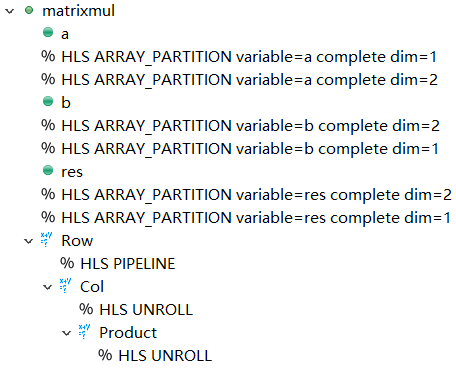 matrixmul
a
% HLS ARRAY_PARTITION variable=a complete dim=1
% HLS ARRAY_PARTITION variable=a complete dim=2
b
% HLS ARRAY_PARTITION variable=b complete dim=2
% HLS ARRAY_PARTITION variable=b complete dim=1
res
% HLS ARRAY_PARTITION variable=res complete dim=2
% HLS ARRAY_PARTITION variable=res complete dim=1
Row
% HLS PIPELINE
Col
% HLS UNROLL
Product
% HLS UNROLL